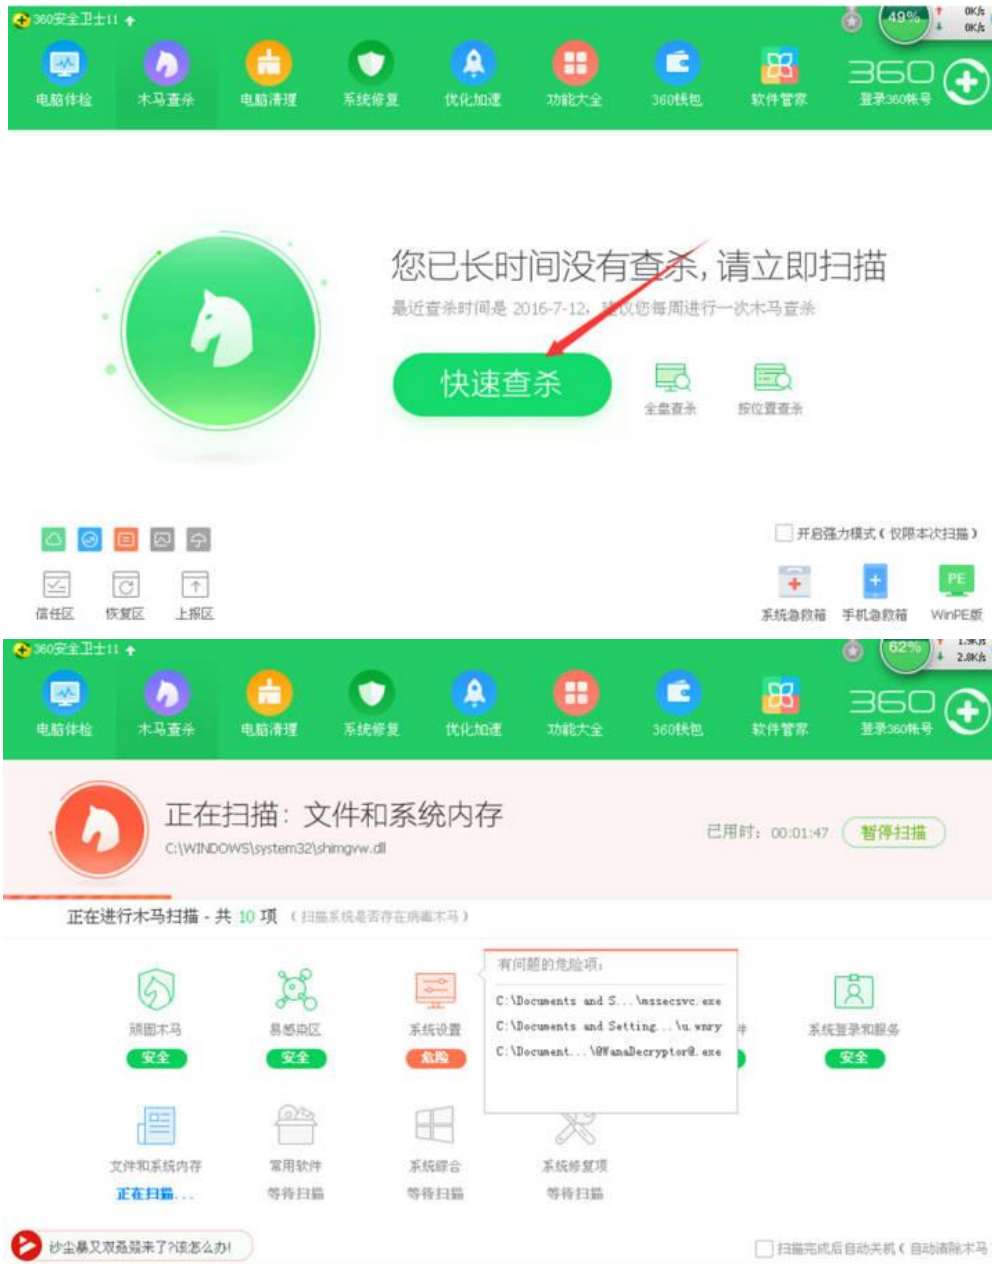 360安全卫士11
49%
0K/s
0K/s
电脑体检
木马查杀
电脑清理
系统修复
优化加速
功能大全
360钱包
软件管家
360
登录360帐号
您已长时间没有查杀,请立即扫描
最近查杀时间是 2016-7-12，建议您每周进行一次木马查杀
快速查杀
全盘查杀
按位置查杀
开启强力模式(仅限本次扫描)
信任区
恢复区
上报区
PE
系统急救箱
手机急救箱
WinPE版
360安全卫士11
62%
1.9K/s
2.8K/s
电脑体检
木马查杀
电脑清理
系统修复
优化加速
功能大全
360钱包
软件管家
360
登录360帐号
正在扫描：文件和系统内存
C:\WINDOWS\system32\shimgvw.dll
已用时：00:01:47
暂停扫描
正在进行木马扫描 - 共 10 项 （扫描系统是否存在病毒木马）
有问题的危险项：
C:\Documents and S...\mssecsvc.exe
C:\Documents and Setting...\u.wnry
C:\Document...\@WanaDecryptor@.exe
顽固木马
易感染区
系统设置
件
系统登录和服务
安全
安全
危险
安全
文件和系统内存
常用软件
系统综合
系统修复项
正在扫描...
等待扫描
等待扫描
等待扫描
沙尘暴又双叒叕来了?该怎么办!
扫描完成后自动关机(自动清除木马